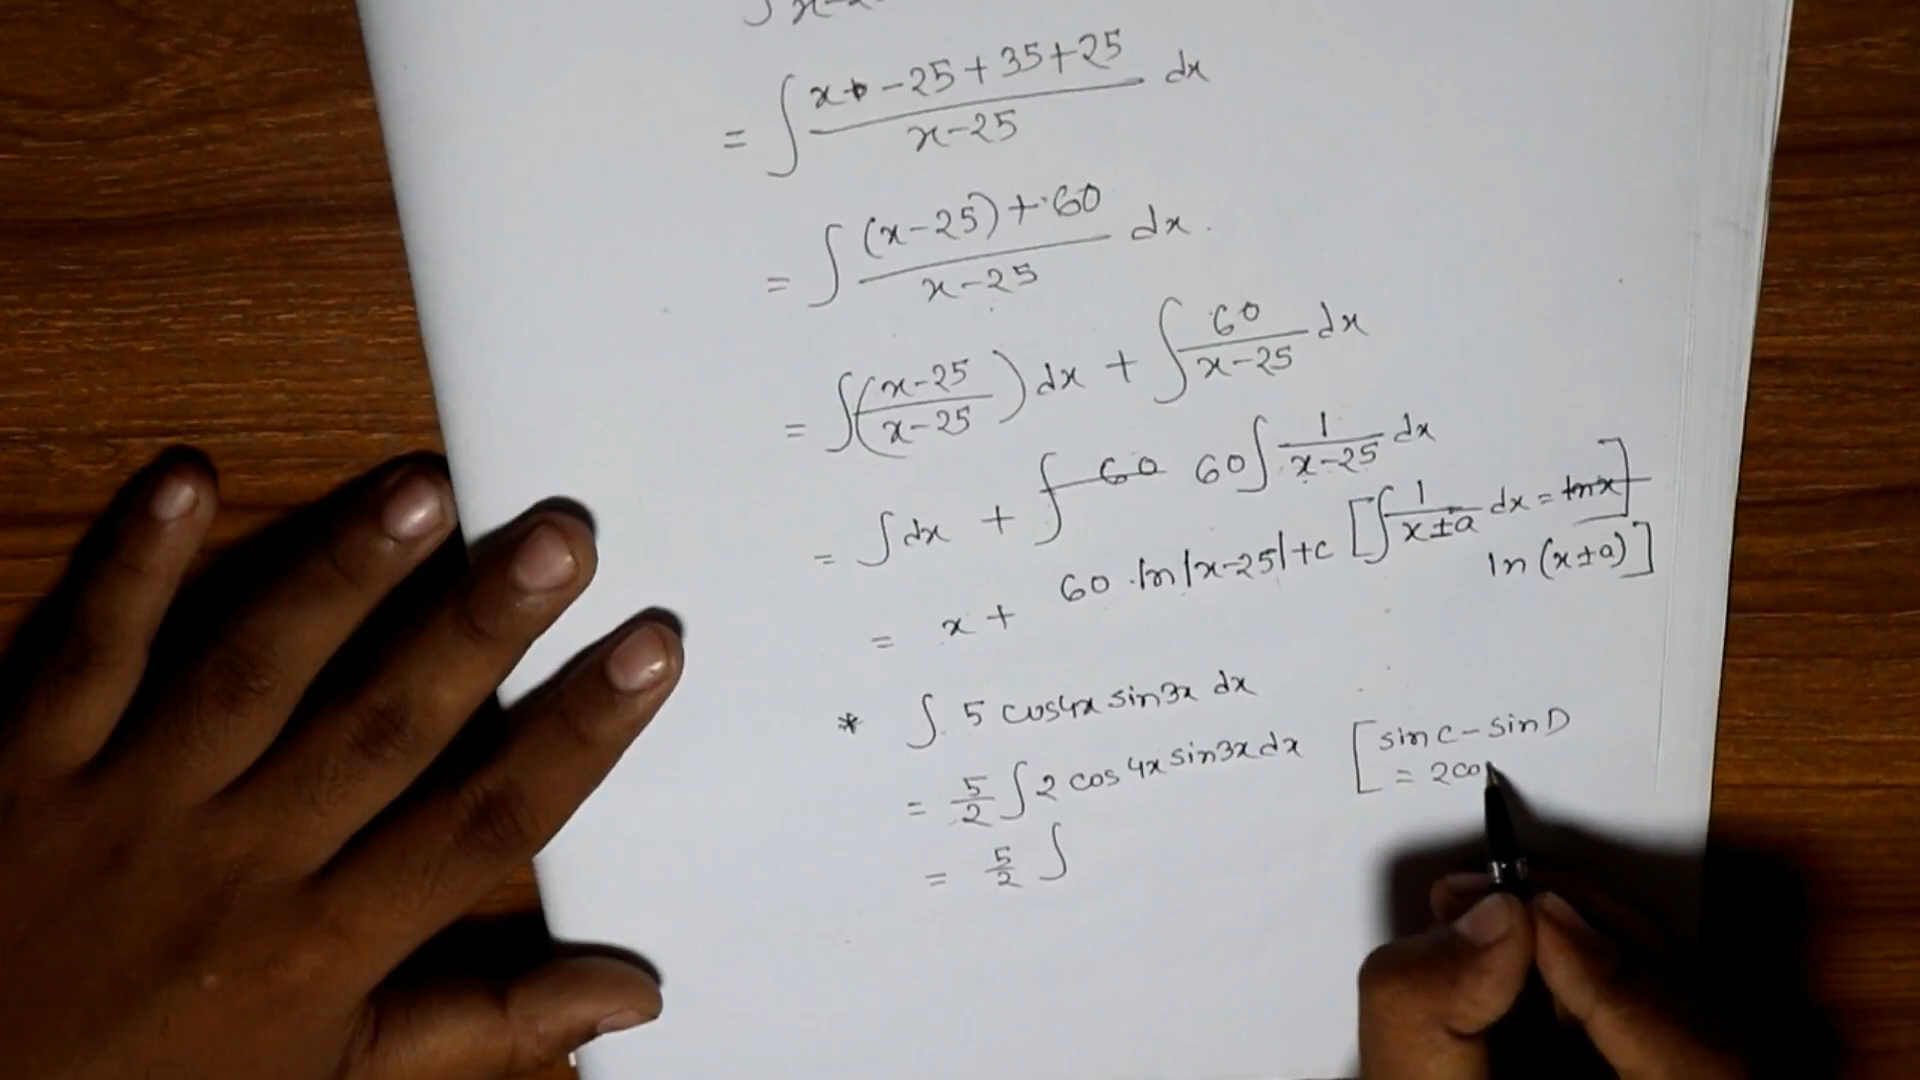 = ∫ (x - 25 + 35 + 25)/(x - 25) dx
= ∫ ((x - 25) + 60)/(x - 25) dx.
= ∫((x - 25)/(x - 25)) dx + ∫ 60/(x - 25) dx
= ∫ dx + ∫ 60 60 ∫ 1/(x - 25) dx
= x + 60 . ln |x - 25| + c [∫ 1/(x ± a) dx = ln x]
ln (x ± a)]
* ∫ 5 cos4x sin3x dx
= 5/2 ∫ 2 cos 4x sin3x dx [sin C - sin D
= 2co
= 5/2 ∫